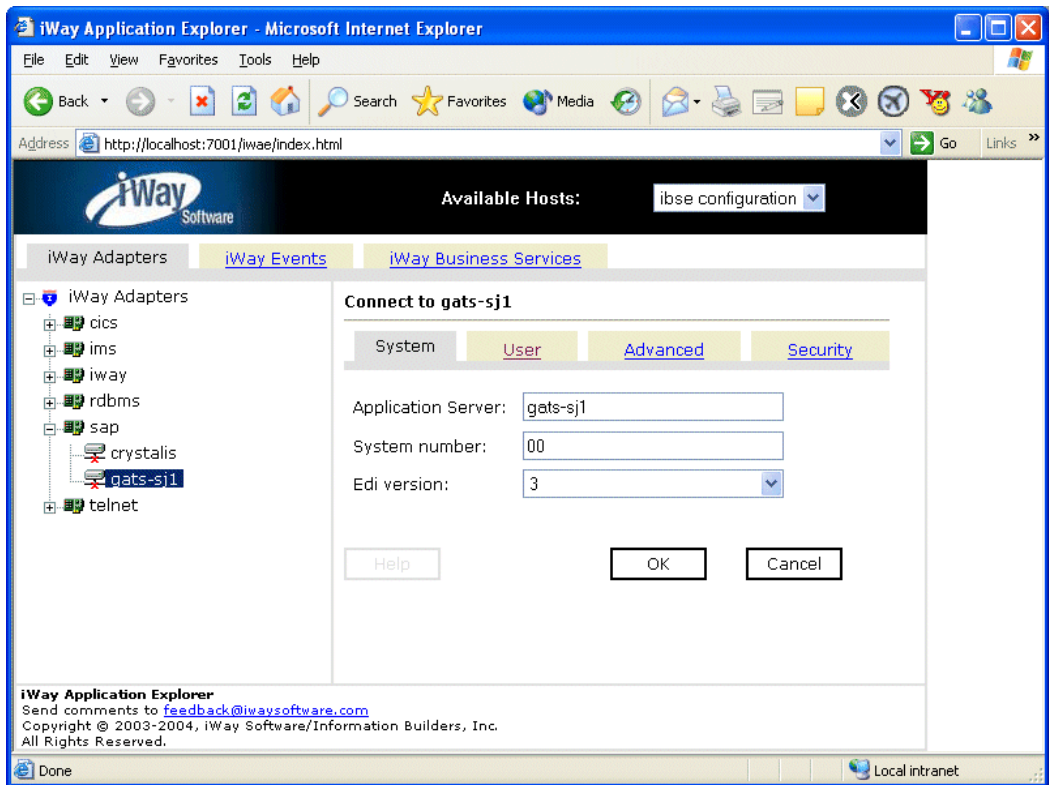 iWay Application Explorer - Microsoft Internet Explorer
File Edit View Favorites Tools Help
Back Search Favorites Media
Address http://localhost:7001/iwae/index.html Go Links »
iWay Software Available Hosts: ibse configuration
iWay Adapters iWay Events iWay Business Services
iWay Adapters
cics
ims
iway
rdbms
sap
crystalis
gats-sj1
telnet
Connect to gats-sj1
System User Advanced Security
Application Server: gats-sj1
System number: 00
Edi version: 3
Help OK Cancel
iWay Application Explorer
Send comments to feedback@iwaysoftware.com
Copyright © 2003-2004, iWay Software/Information Builders, Inc.
All Rights Reserved.
Done Local intranet